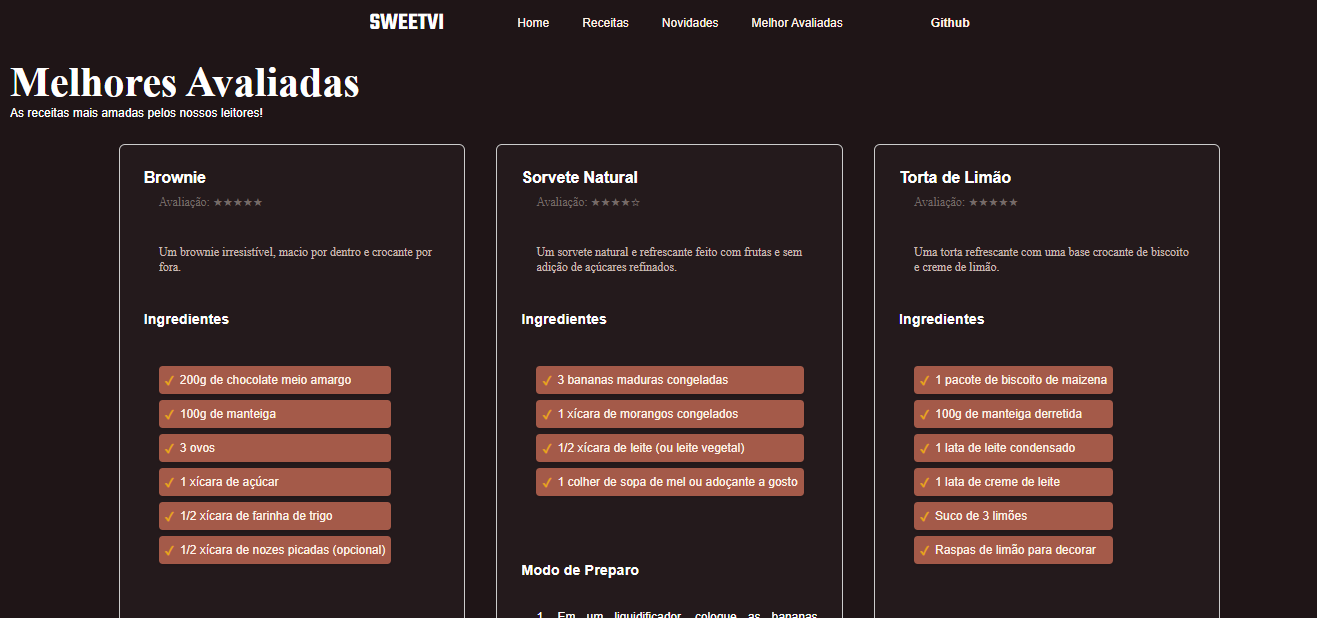 SWEETVI Home Receitas Novidades Melhor Avaliadas Github
Melhores Avaliadas
As receitas mais amadas pelos nossos leitores!
Brownie
Avaliação: ★★★★★
Um brownie irresistível, macio por dentro e crocante por
fora.
Ingredientes
✓ 200g de chocolate meio amargo
✓ 100g de manteiga
✓ 3 ovos
✓ 1 xícara de açúcar
✓ 1/2 xícara de farinha de trigo
✓ 1/2 xícara de nozes picadas (opcional)
Sorvete Natural
Avaliação: ★★★★☆
Um sorvete natural e refrescante feito com frutas e sem
adição de açúcares refinados.
Ingredientes
✓ 3 bananas maduras congeladas
✓ 1 xícara de morangos congelados
✓ 1/2 xícara de leite (ou leite vegetal)
✓ 1 colher de sopa de mel ou adoçante a gosto
Modo de Preparo
1. Em um liquidificador, coloque as bananas,
Torta de Limão
Avaliação: ★★★★★
Uma torta refrescante com uma base crocante de biscoito
e creme de limão.
Ingredientes
✓ 1 pacote de biscoito de maizena
✓ 100g de manteiga derretida
✓ 1 lata de leite condensado
✓ 1 lata de creme de leite
✓ Suco de 3 limões
✓ Raspas de limão para decorar